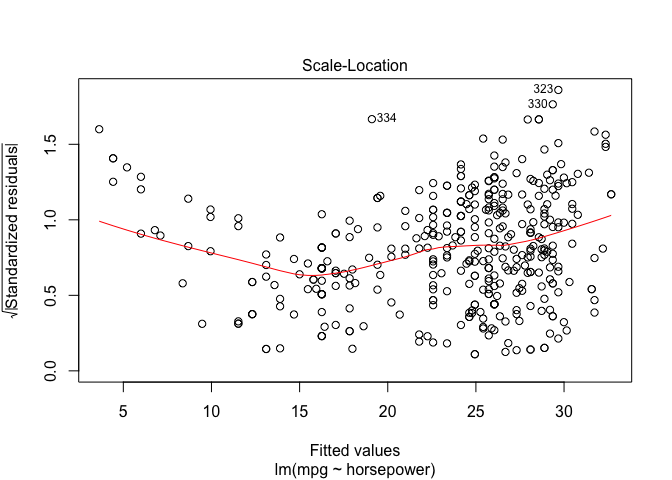 Scale-Location
323
330
334
√|Standardized residuals|
1.5
1.0
0.5
0.0
5 10 15 20 25 30
Fitted values
lm(mpg ~ horsepower)